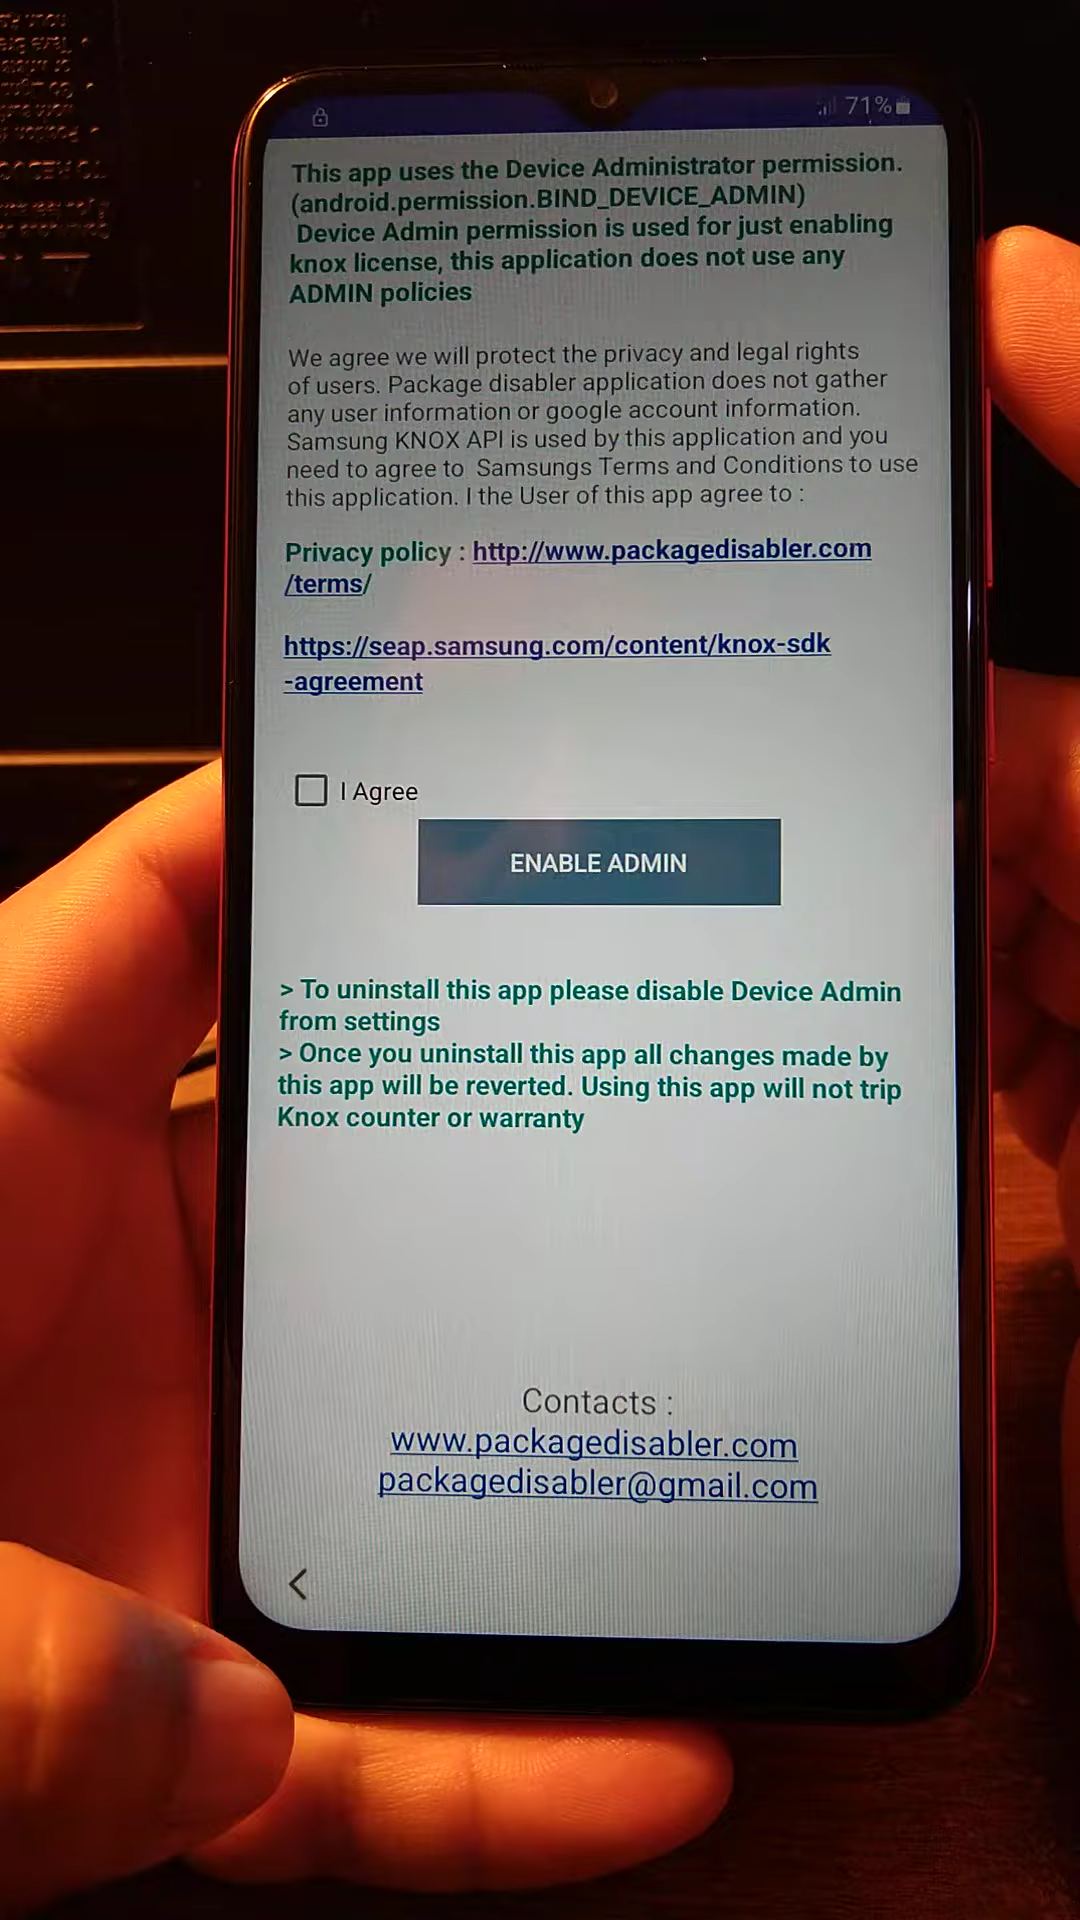 71%
This app uses the Device Administrator permission.
(android.permission.BIND_DEVICE_ADMIN)
Device Admin permission is used for just enabling
knox license, this application does not use any
ADMIN policies
We agree we will protect the privacy and legal rights
of users. Package disabler application does not gather
any user information or google account information.
Samsung KNOX API is used by this application and you
need to agree to Samsungs Terms and Conditions to use
this application. I the User of this app agree to :
Privacy policy : http://www.packagedisabler.com
/terms/
https://seap.samsung.com/content/knox-sdk
-agreement
I Agree
ENABLE ADMIN
> To uninstall this app please disable Device Admin
from settings
> Once you uninstall this app all changes made by
this app will be reverted. Using this app will not trip
Knox counter or warranty
Contacts :
www.packagedisabler.com
packagedisabler@gmail.com